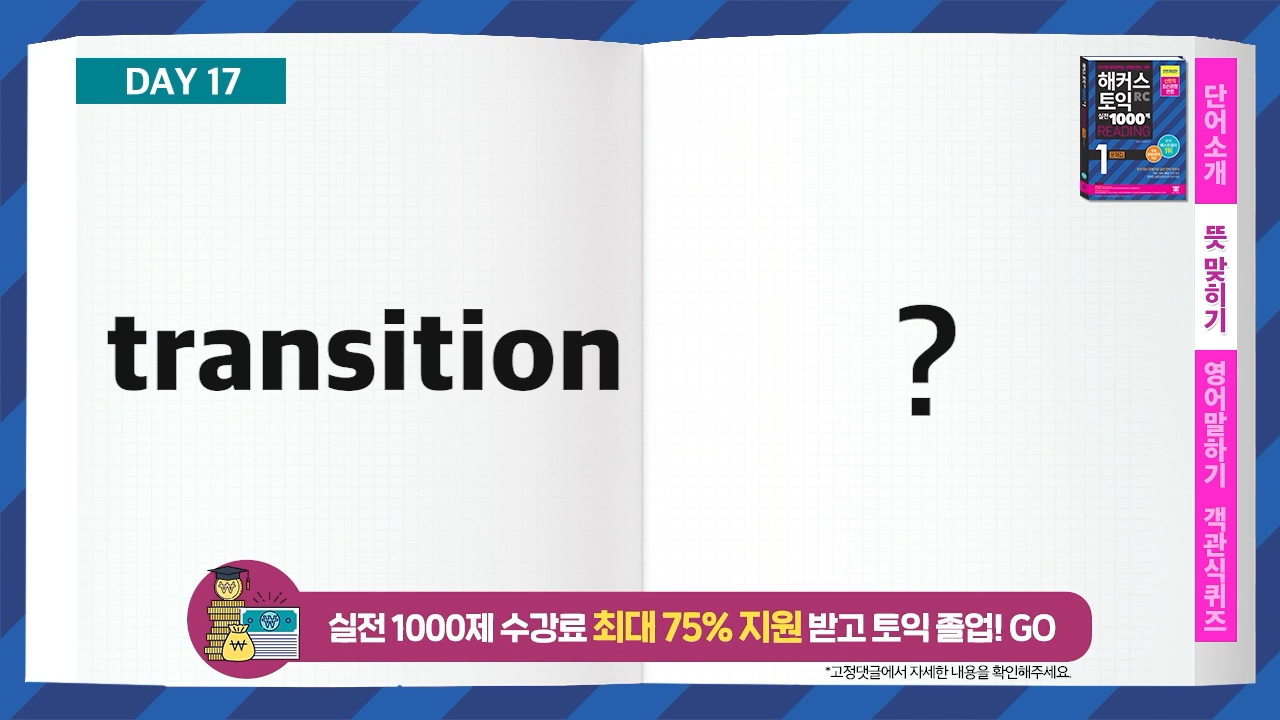 DAY 17
transition
?
해커스
토익 RC
실전 1000제
READING
1
단어소개
뜻 맞히기
영어말하기
객관식퀴즈
실전 1000제 수강료 최대 75% 지원 받고 토익 졸업! GO
*고정댓글에서 자세한 내용을 확인해주세요.